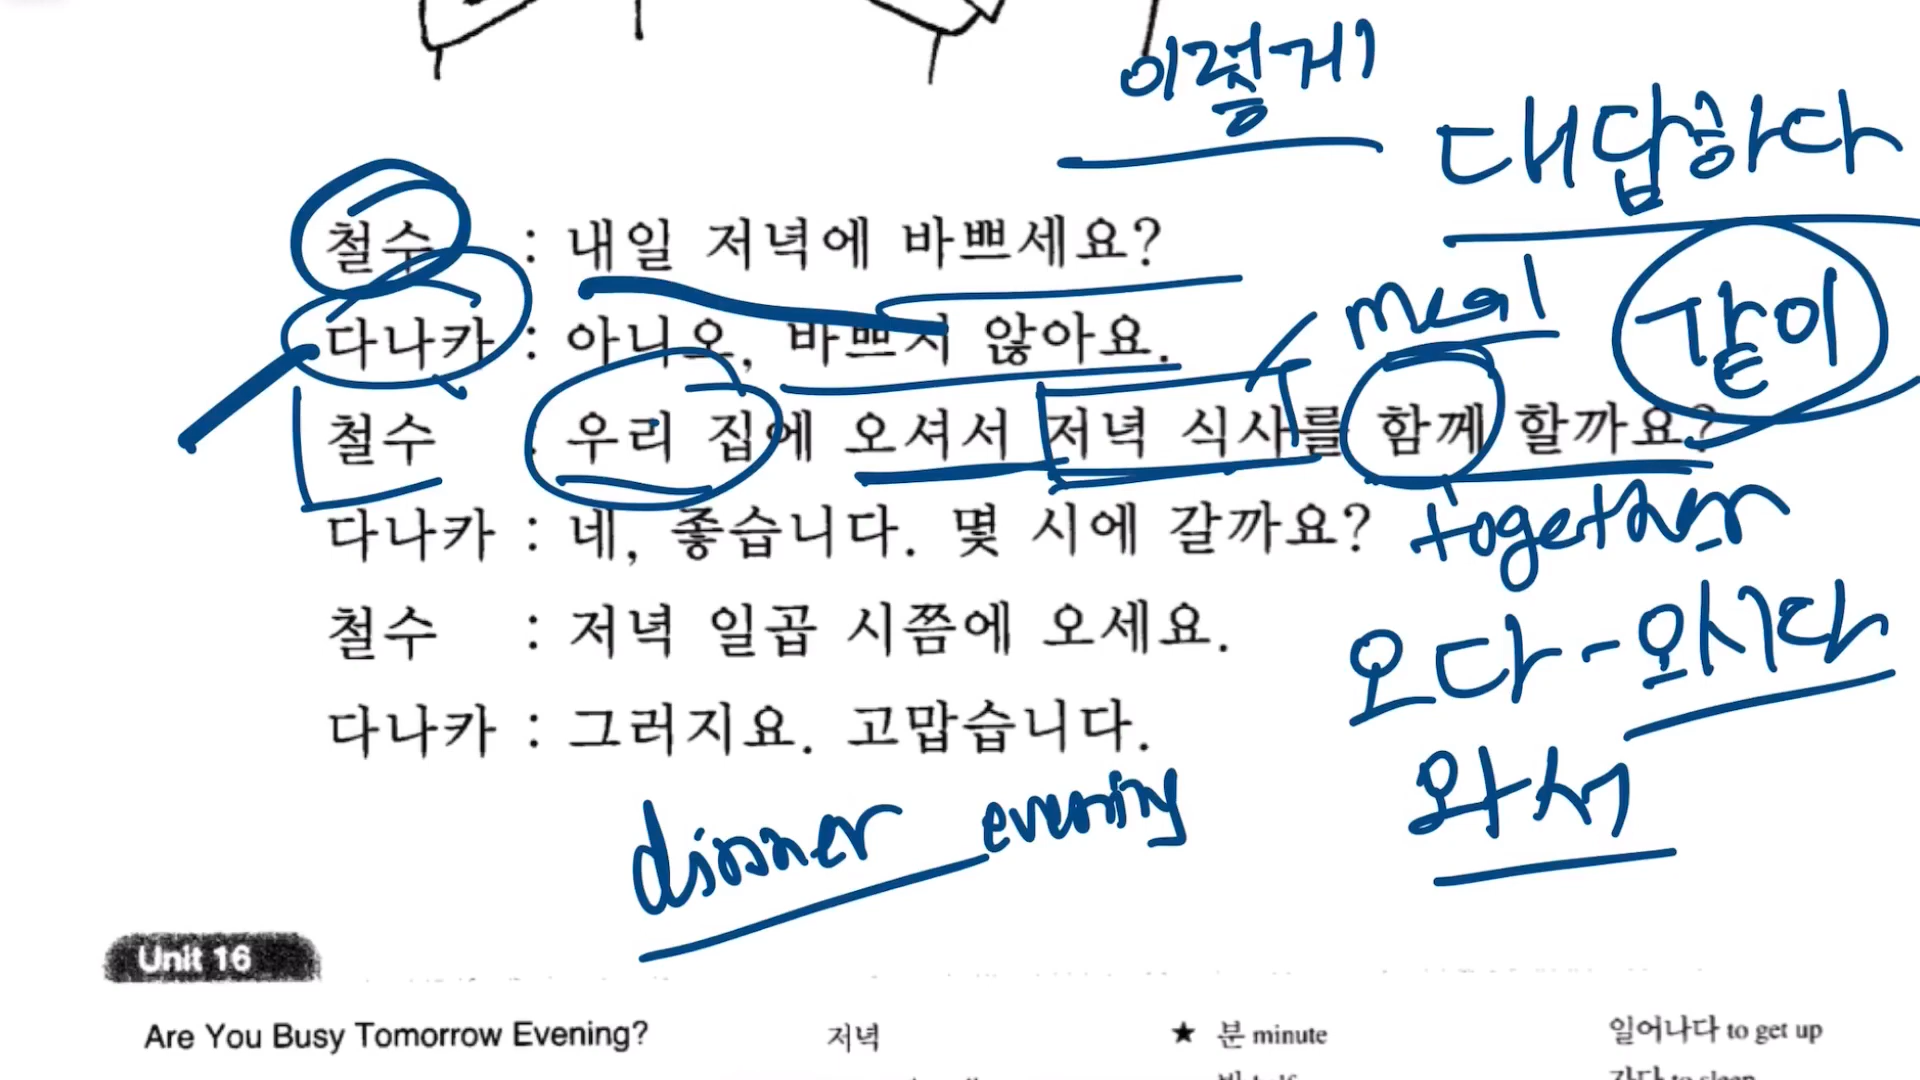 이렇게
대답하다
철수 : 내일 저녁에 바쁘세요?
다나카 : 아니오, 바쁘지 않아요.
meal
같이
철수 : 우리 집에 오셔서 저녁 식사를 함께 할까요?
together
다나카 : 네, 좋습니다. 몇 시에 갈까요?
철수 : 저녁 일곱 시쯤에 오세요.
오다 - 오시다
다나카 : 그러지요. 고맙습니다.
와서
dinner evening
Unit 16
Are You Busy Tomorrow Evening? 저녁 ★ 분 minute 일어나다 to get up